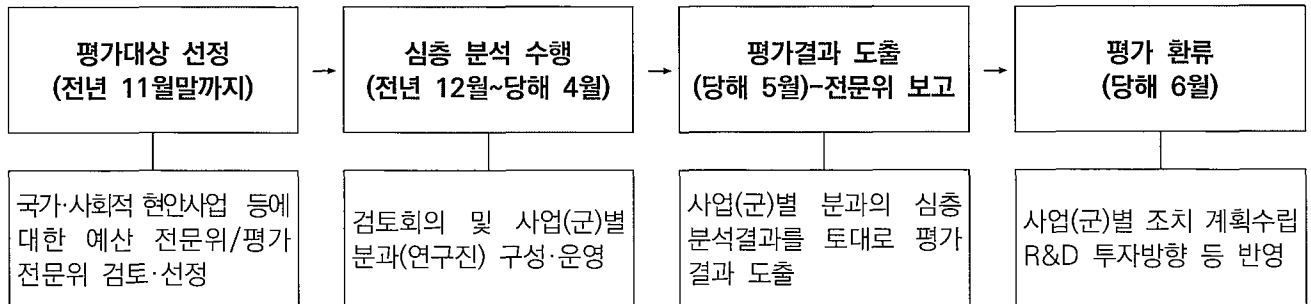 평가대상 선정
(전년 11월말까지)
→
심층 분석 수행
(전년 12월~당해 4월)
→
평가결과 도출
(당해 5월)-전문위 보고
→
평가 환류
(당해 6월)
국가·사회적 현안사업 등에
대한 예산 전문위/평가
전문위 검토·선정
검토회의 및 사업(군)별
분과(연구진) 구성·운영
사업(군)별 분과의 심층
분석결과를 토대로 평가
결과 도출
사업(군)별 조치 계획수립
R&D 투자방향 등 반영